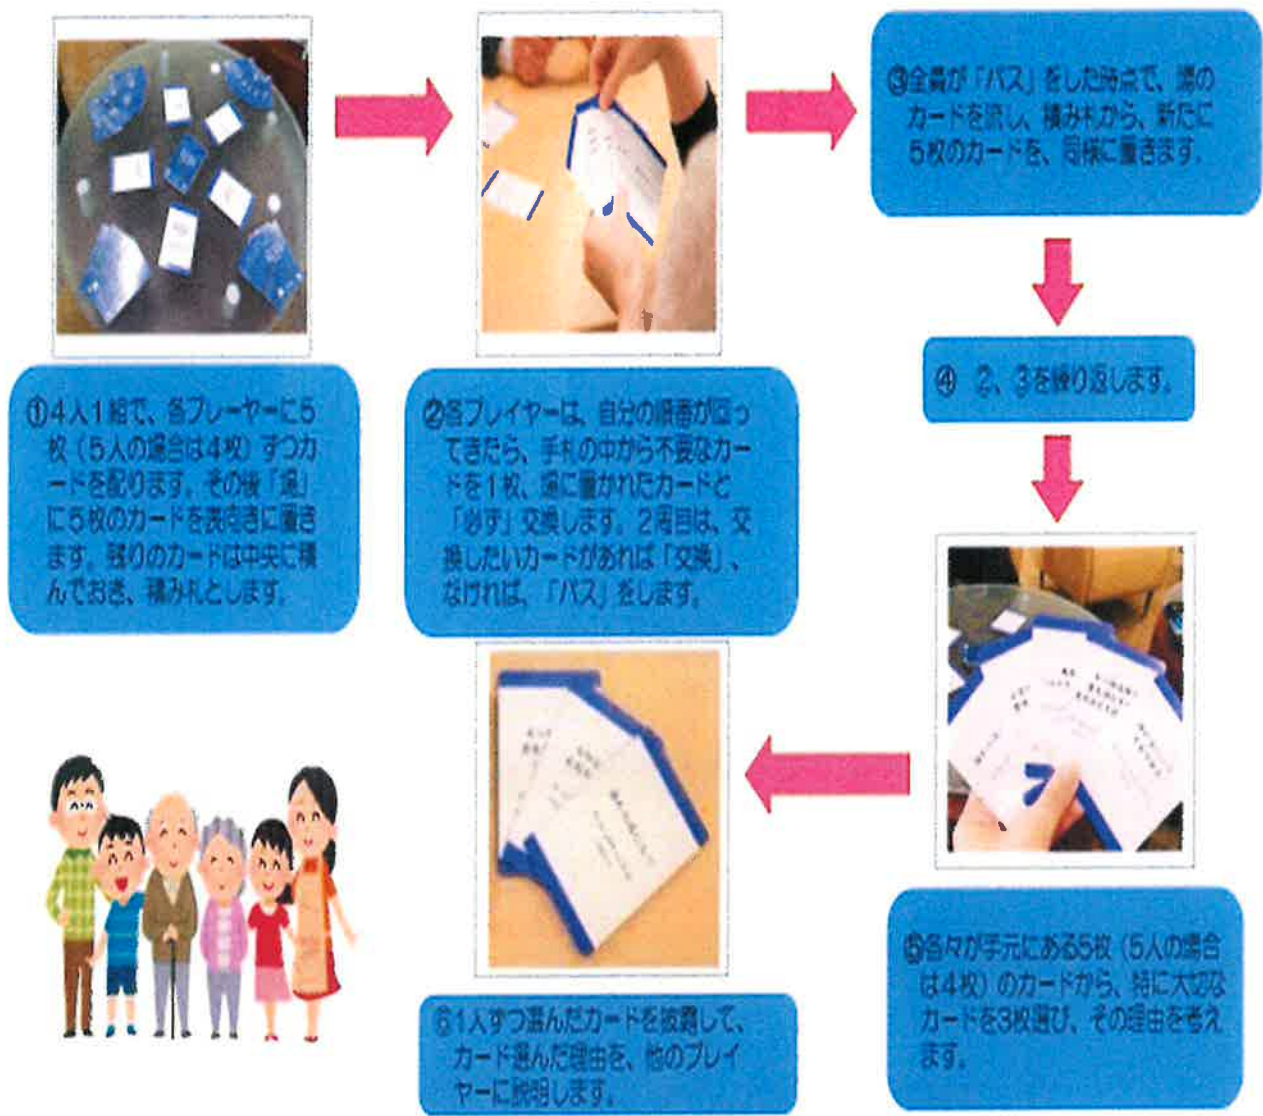 ①4人1組で、各プレーヤーに5
枚（5人の場合は4枚）ずつカ
ードを配ります。その後「場」
に5枚のカードを表向きに置き
ます。残りのカードは中央に積
んでおき、積み札とします。
②各プレイヤーは、自分の順番が回っ
てきたら、手札の中から不要なカー
ドを1枚、場に置かれたカードと
「必ず」交換します。2周目は、交
換したいカードがあれば「交換」、
なければ、「パス」をします。
③全員が「パス」をした時点で、場の
カードを流し、積み札から、新たに
5枚のカードを、同様に置きます。
④ 2、3を繰り返します。
⑤各々が手元にある5枚（5人の場合
は4枚）のカードから、特に大切な
カードを3枚選び、その理由を考え
ます。
⑥1人ずつ選んだカードを披露して、
カード選んだ理由を、他のプレイ
ヤーに説明します。